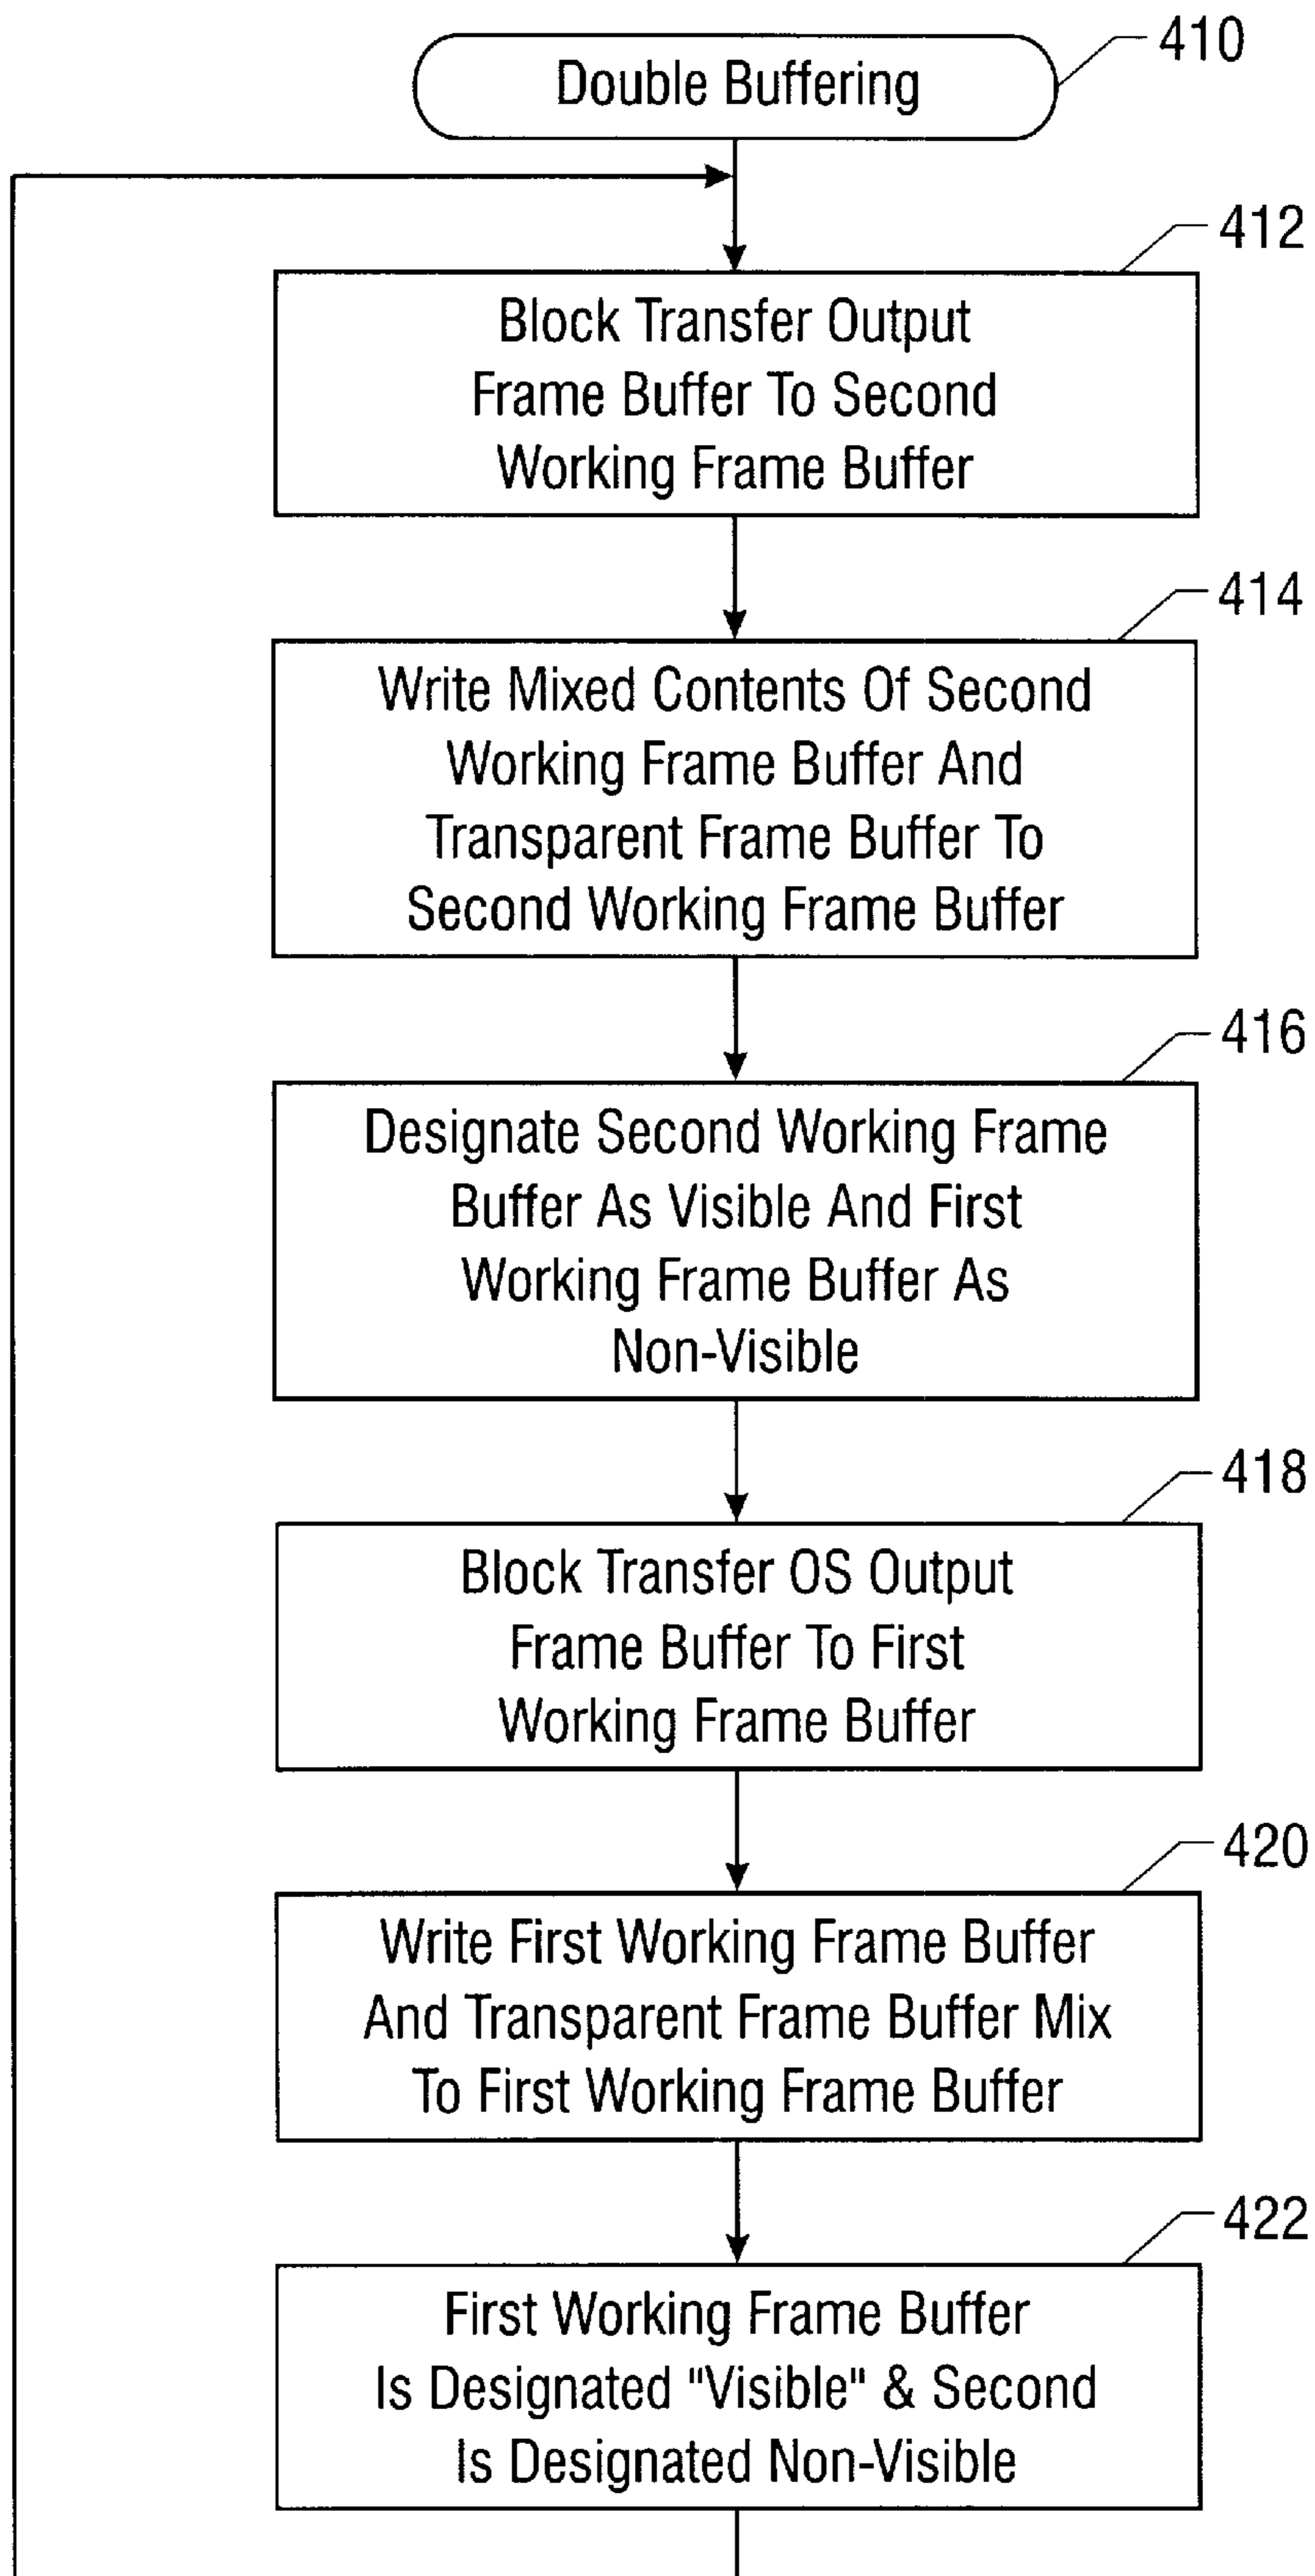 410
Double Buffering
412
Block Transfer Output
Frame Buffer To Second
Working Frame Buffer
414
Write Mixed Contents Of Second
Working Frame Buffer And
Transparent Frame Buffer To
Second Working Frame Buffer
416
Designate Second Working Frame
Buffer As Visible And First
Working Frame Buffer As
Non-Visible
418
Block Transfer OS Output
Frame Buffer To First
Working Frame Buffer
420
Write First Working Frame Buffer
And Transparent Frame Buffer Mix
To First Working Frame Buffer
422
First Working Frame Buffer
Is Designated "Visible" & Second
Is Designated Non-Visible